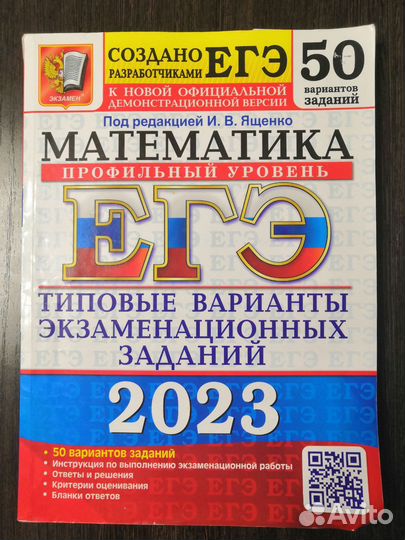 СОЗДАНО
РАЗРАБОТЧИКАМИ ЕГЭ
К НОВОЙ ОФИЦИАЛЬНОЙ
ДЕМОНСТРАЦИОННОЙ ВЕРСИИ
50
вариантов
заданий
ЭКЗАМЕН
Под редакцией И. В. Ященко
МАТЕМАТИКА
ПРОФИЛЬНЫЙ УРОВЕНЬ
ЕГЭ
ТИПОВЫЕ ВАРИАНТЫ
ЭКЗАМЕНАЦИОННЫХ
ЗАДАНИЙ
2023
• 50 вариантов заданий
• Инструкция по выполнению экзаменационной работы
• Ответы и решения
• Критерии оценивания
• Бланки ответов
Avito